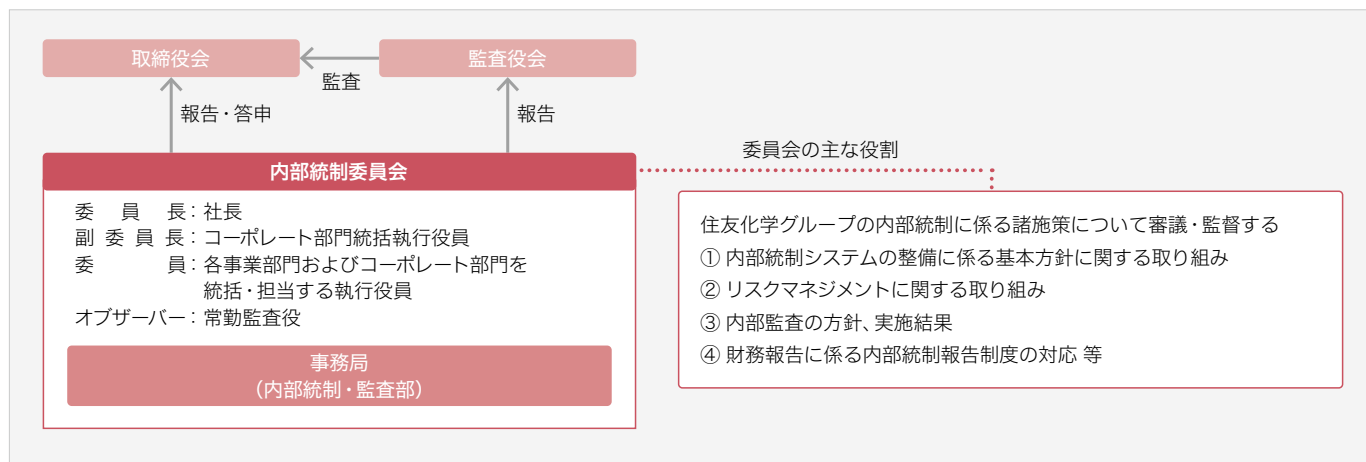 取締役会
監査役会
監査
報告・答申
報告
内部統制委員会
委員長：社長
副委員長：コーポレート部門統括執行役員
委員：各事業部門およびコーポレート部門を
統括・担当する執行役員
オブザーバー：常勤監査役
事務局
（内部統制・監査部）
委員会の主な役割
住友化学グループの内部統制に係る諸施策について審議・監督する
① 内部統制システムの整備に係る基本方針に関する取り組み
② リスクマネジメントに関する取り組み
③ 内部監査の方針、実施結果
④ 財務報告に係る内部統制報告制度の対応 等